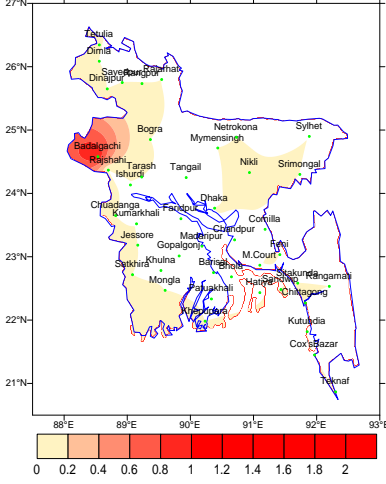 27°N
Tetulia
Dimla
26°N
Sayedpur Rangpur Rajarhat
Dinajpur
25°N
Bogra
Netrokona
Sylhet
Mymensingh
Badalgachi
Rajshahi
Tarash
Tangail
Nikli
Srimongal
Ishurdi
24°N
Chuadanga
Faridpur
Dhaka
Kumarkhali
Comilla
Jessore
Madaripur
Chandpur
Gopalgonj
Feni
23°N
Satkhira
Khulna
Barisal
Bhola
M.Court
Sitakunda
Rangamati
Sandwip
Mongla
Patuakhali
Hatiya
Chittagong
22°N
Khepupara
Kutubdia
Cox'sBazar
Teknaf
21°N
88°E 89°E 90°E 91°E 92°E 93°E
0 0.2 0.4 0.6 0.8 1 1.2 1.4 1.6 1.8 2